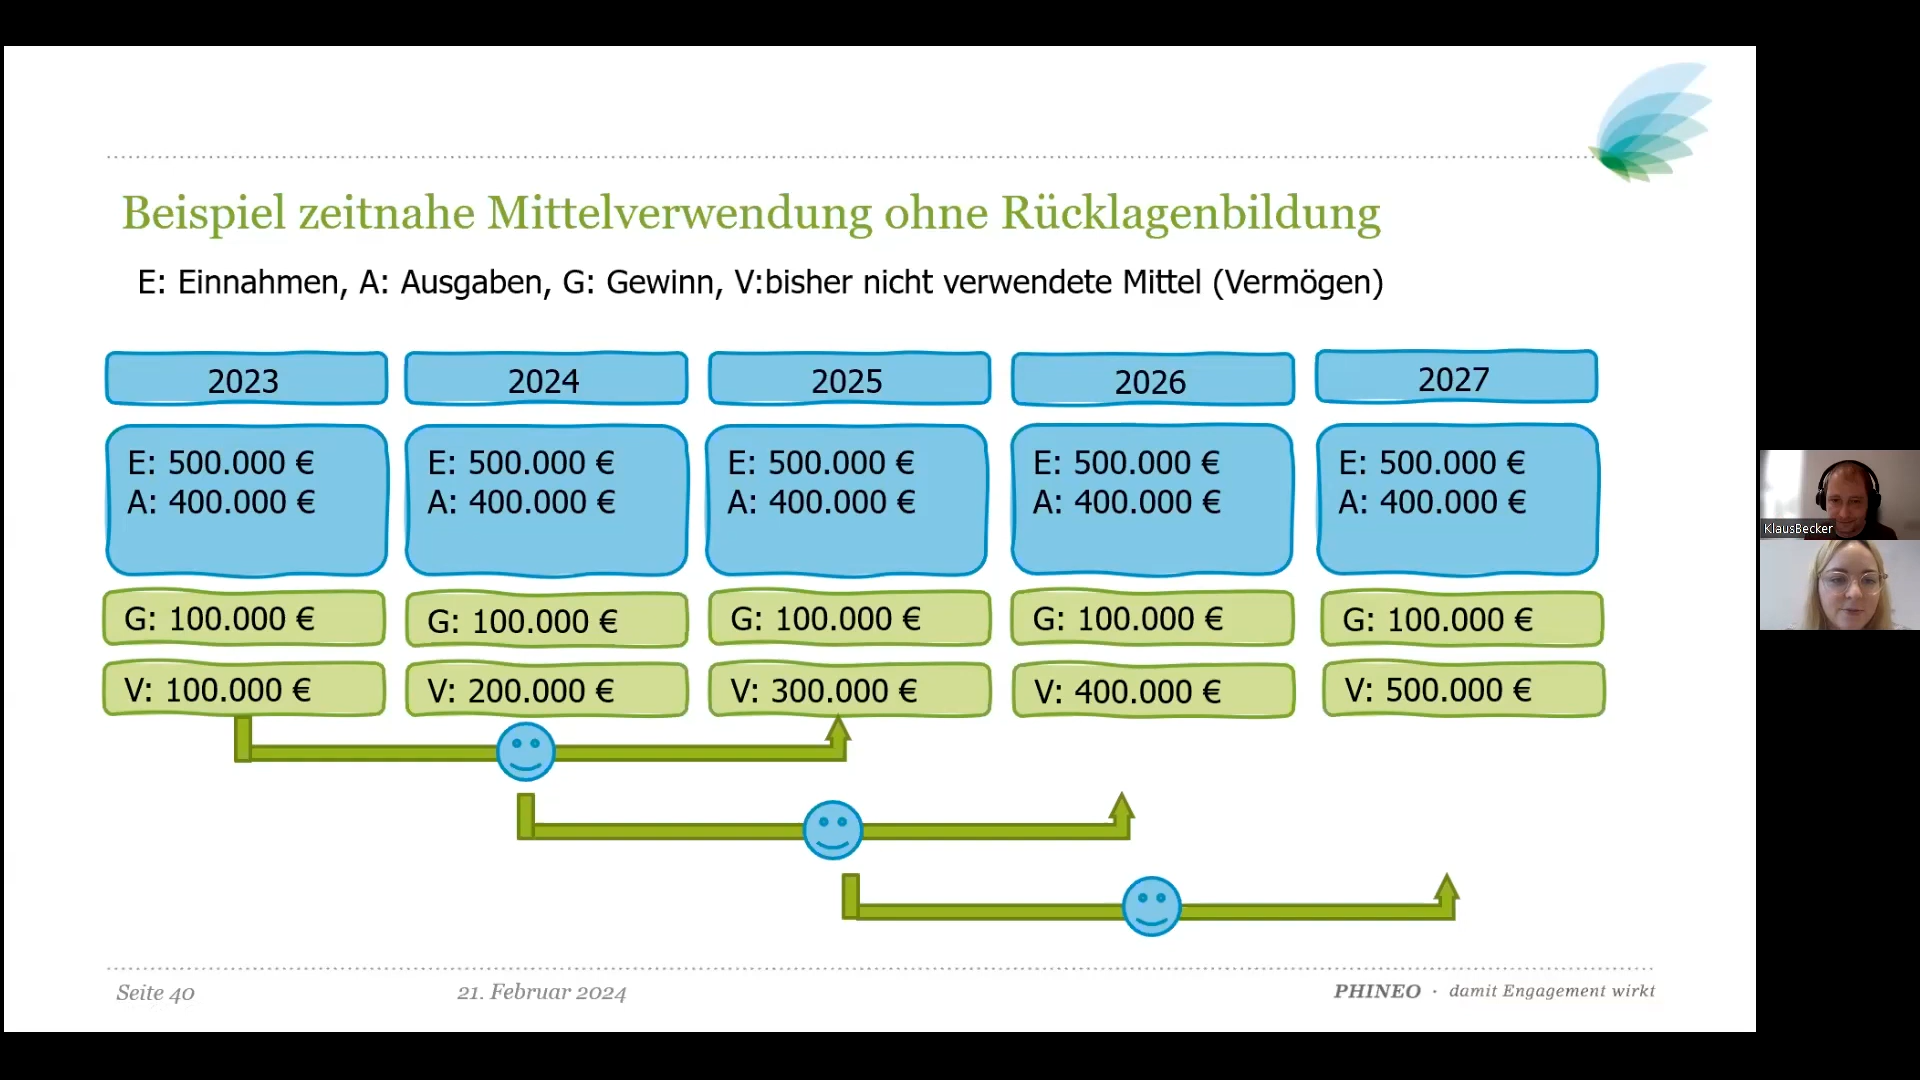 Beispiel zeitnahe Mittelverwendung ohne Rücklagenbildung
E: Einnahmen, A: Ausgaben, G: Gewinn, V:bisher nicht verwendete Mittel (Vermögen)
2023
2024
2025
2026
2027
E: 500.000 €
A: 400.000 €
E: 500.000 €
A: 400.000 €
E: 500.000 €
A: 400.000 €
E: 500.000 €
A: 400.000 €
E: 500.000 €
A: 400.000 €
G: 100.000 €
G: 100.000 €
G: 100.000 €
G: 100.000 €
G: 100.000 €
V: 100.000 €
V: 200.000 €
V: 300.000 €
V: 400.000 €
V: 500.000 €
KlausBecker
Seite 40
21. Februar 2024
PHINEO · damit Engagement wirkt